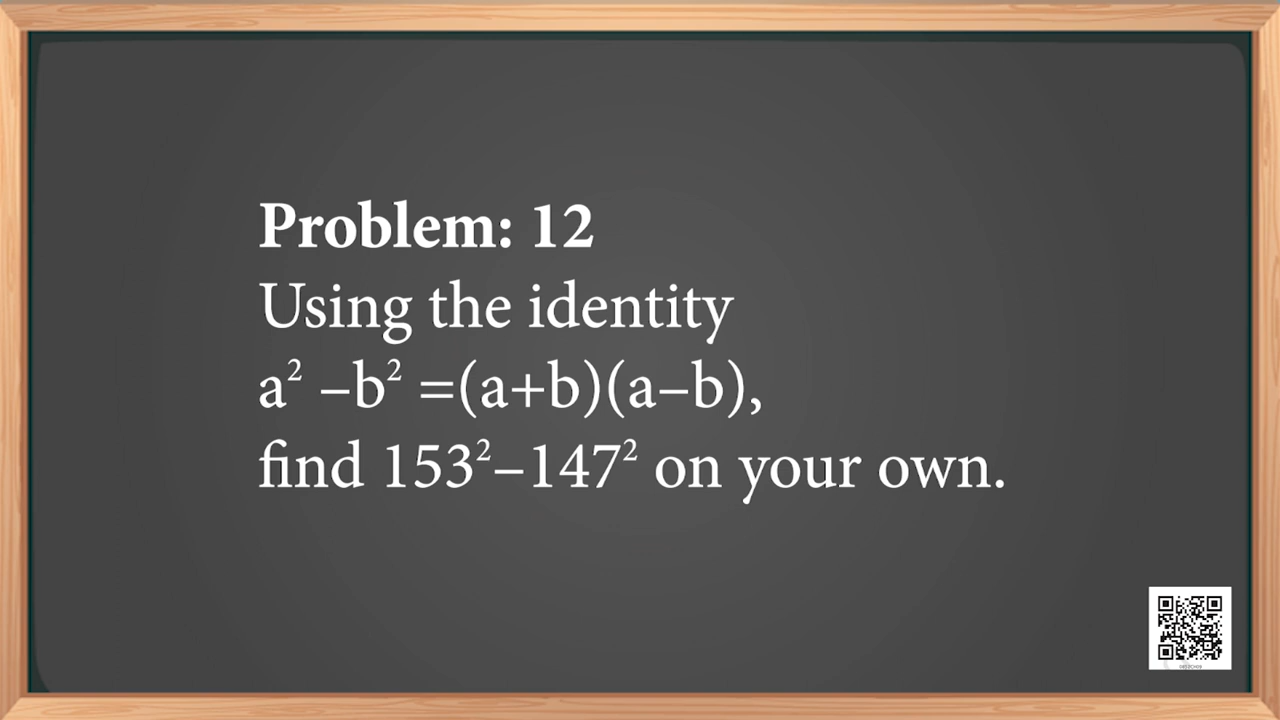 Problem: 12
Using the identity
a² –b² =(a+b)(a–b),
find 153²–147² on your own.